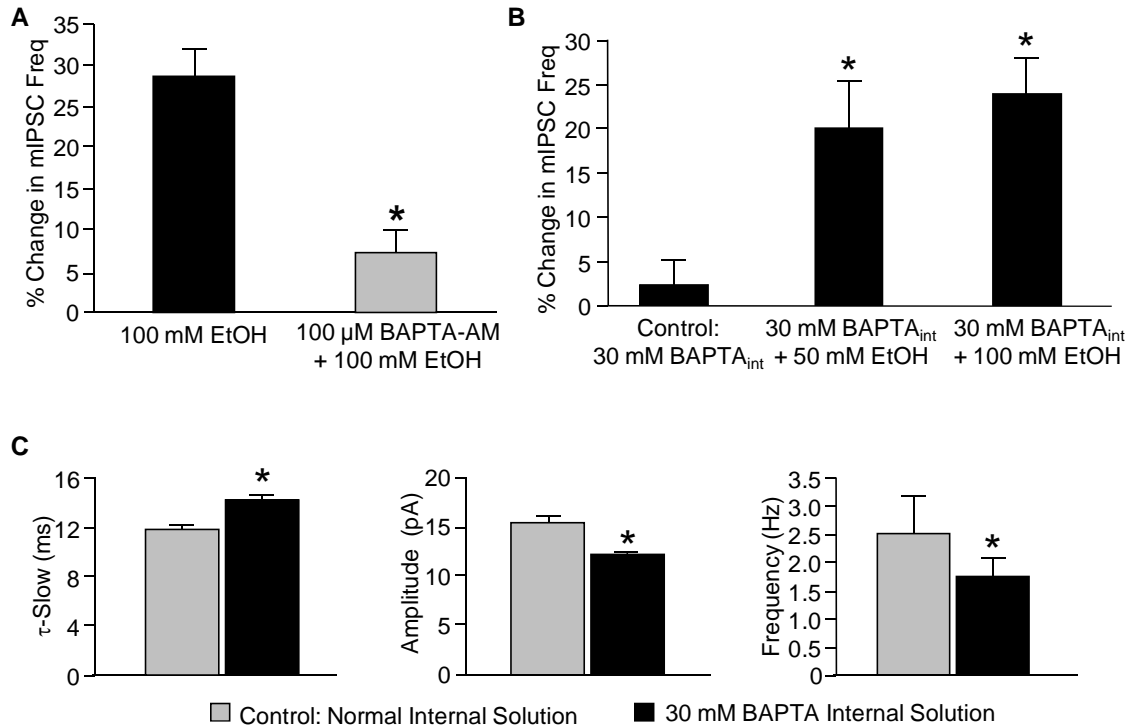 A
% Change in mIPSC Freq
35
30
25
20
15
10
5
0
*
100 mM EtOH
100 µM BAPTA-AM
+ 100 mM EtOH
B
% Change in mIPSC Freq
30
25
20
15
10
5
0
*
*
Control:
30 mM BAPTAint
30 mM BAPTAint
+ 50 mM EtOH
30 mM BAPTAint
+ 100 mM EtOH
C
τ-Slow (ms)
16
12
8
4
0
*
Amplitude (pA)
20
15
10
5
0
*
Frequency (Hz)
3.5
3.0
2.5
2.0
1.5
1.0
0.5
0
*
Control: Normal Internal Solution
30 mM BAPTA Internal Solution